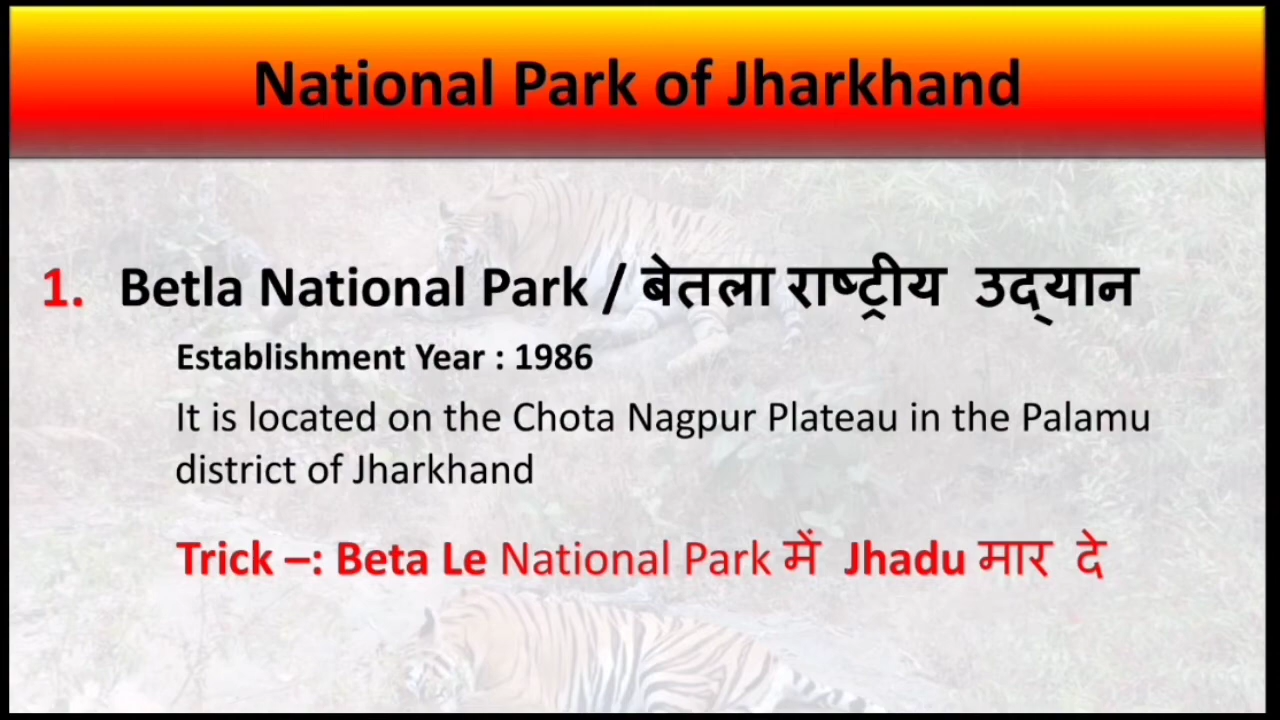 National Park of Jharkhand
1. Betla National Park / बेतला राष्ट्रीय उद्‌यान
Establishment Year : 1986
It is located on the Chota Nagpur Plateau in the Palamu
district of Jharkhand
Trick –: Beta Le National Park में Jhadu मार दे